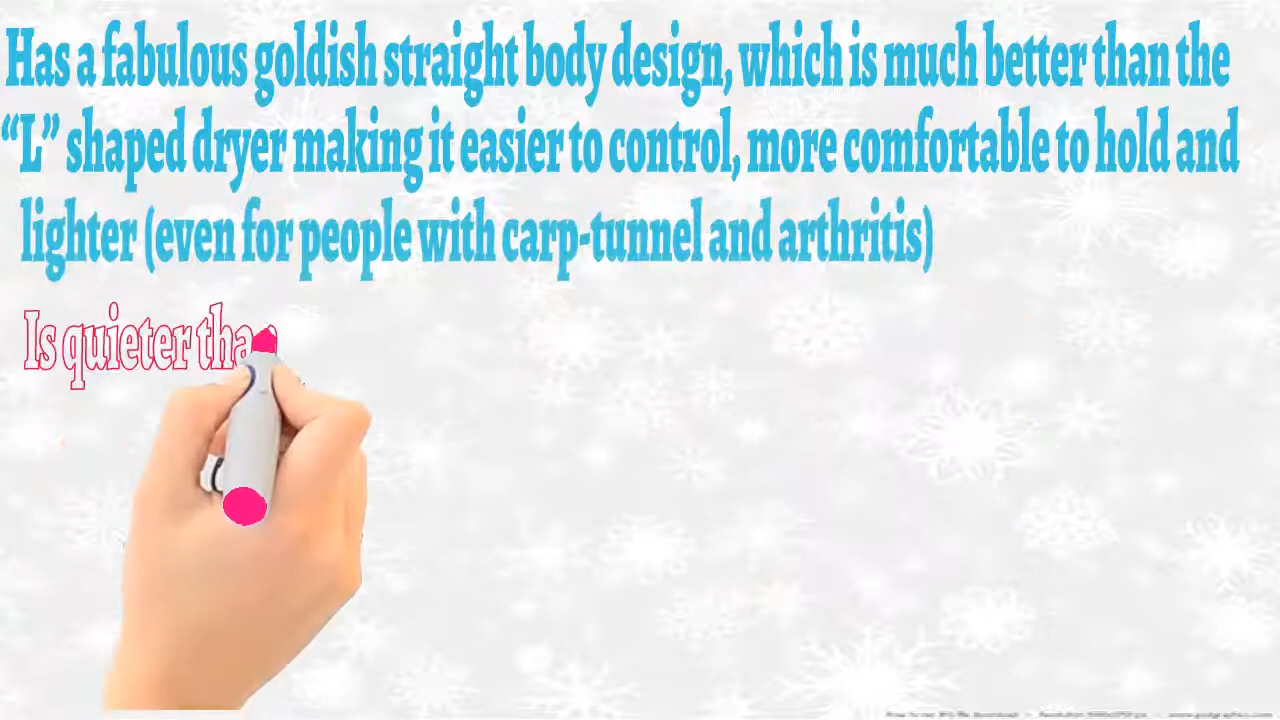 Has a fabulous goldish straight body design, which is much better than the
“L” shaped dryer making it easier to control, more comfortable to hold and
lighter (even for people with carp-tunnel and arthritis)
Is quieter tha